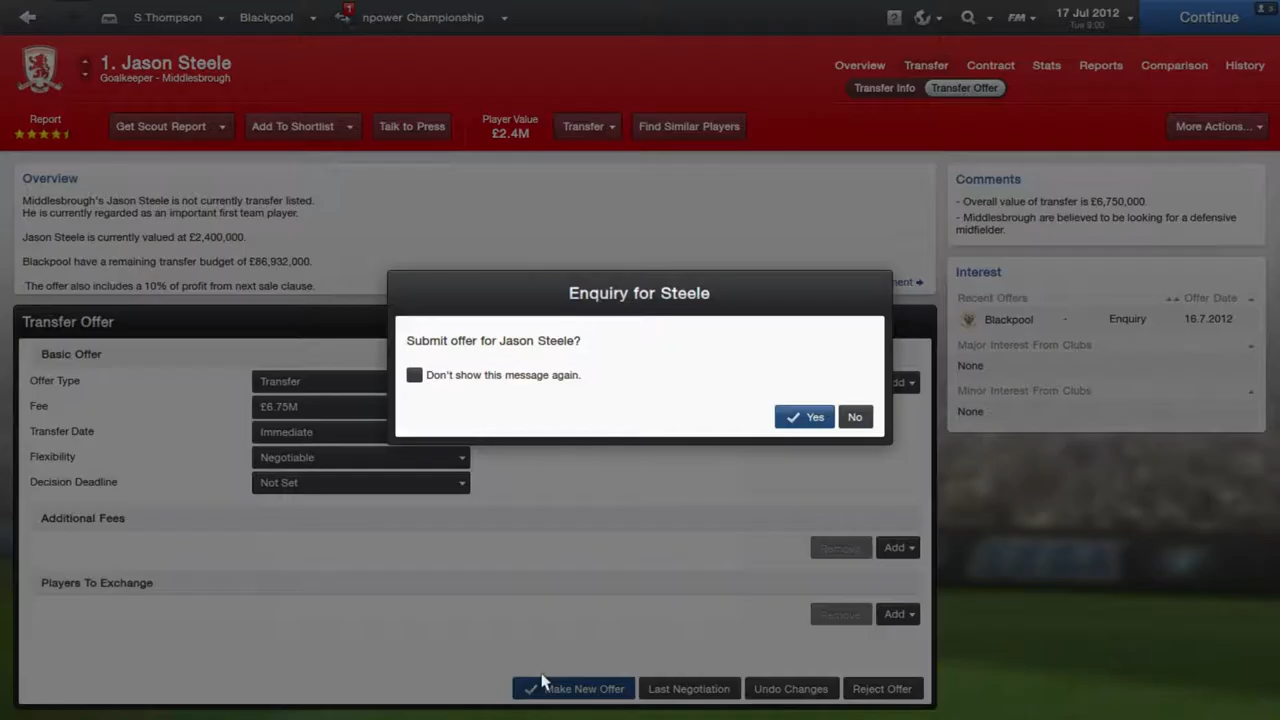 S Thompson
Blackpool
npower Championship
1
?
FM
17 Jul 2012
Tue 9:00
Continue
1. Jason Steele
Goalkeeper - Middlesbrough
Overview
Transfer
Contract
Stats
Reports
Comparison
History
Transfer Info
Transfer Offer
Report
Get Scout Report
Add To Shortlist
Talk to Press
Player Value
£2.4M
Transfer
Find Similar Players
More Actions...
Overview
Middlesbrough's Jason Steele is not currently transfer listed.
He is currently regarded as an important first team player.
Jason Steele is currently valued at £2,400,000.
Blackpool have a remaining transfer budget of £86,932,000.
The offer also includes a 10% of profit from next sale clause.
Comments
- Overall value of transfer is £6,750,000.
- Middlesbrough are believed to be looking for a defensive
midfielder.
Interest
Recent Offers
Offer Date
Blackpool
-
Enquiry
16.7.2012
Major Interest From Clubs
None
Minor Interest From Clubs
None
Enquiry for Steele
Submit offer for Jason Steele?
Don't show this message again.
Yes
No
Transfer Offer
Basic Offer
Offer Type
Transfer
Fee
£6.75M
Transfer Date
Immediate
Flexibility
Negotiable
Decision Deadline
Not Set
Additional Fees
Remove
Add
Players To Exchange
Remove
Add
Make New Offer
Last Negotiation
Undo Changes
Reject Offer